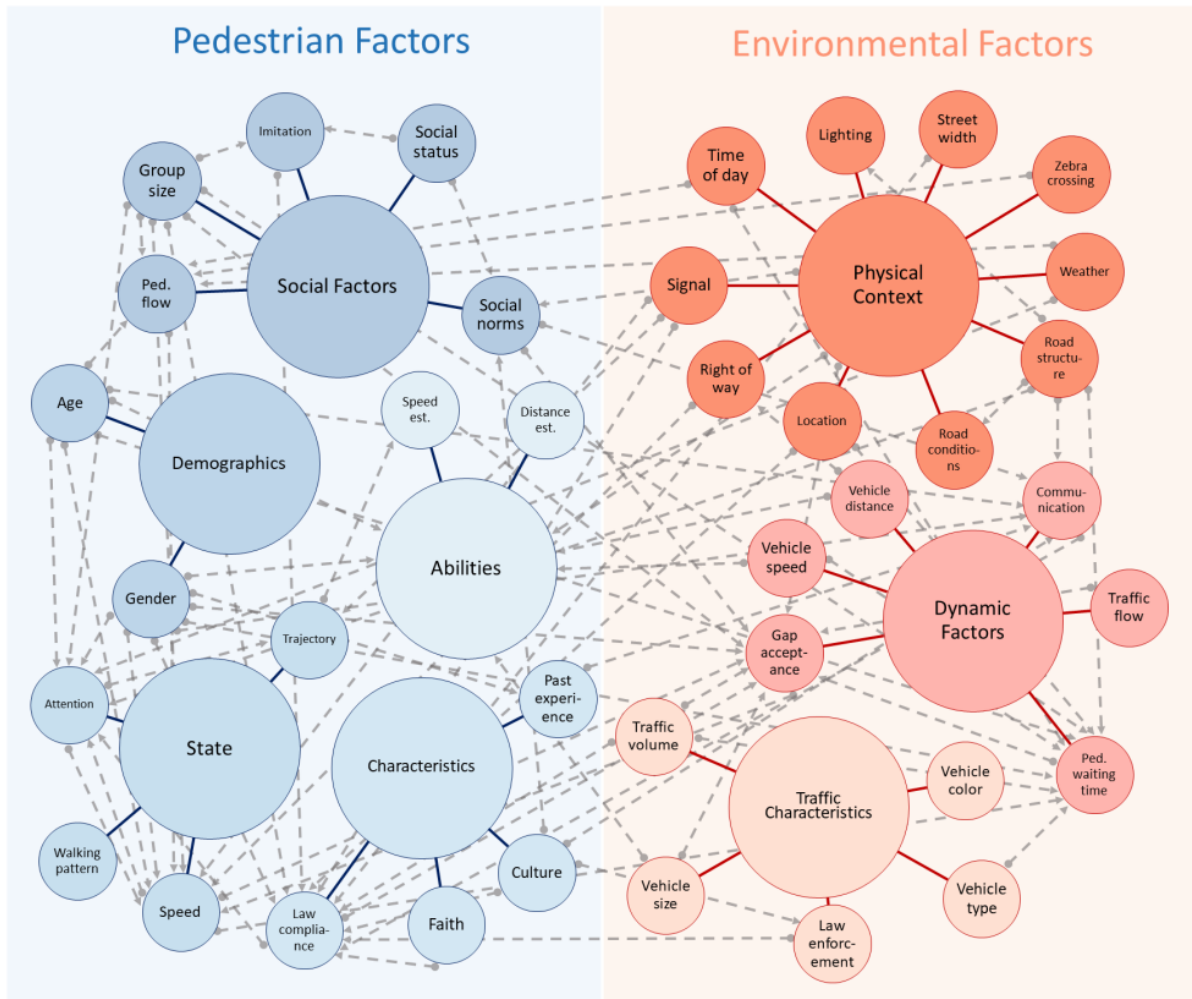 Pedestrian Factors
Environmental Factors
Imitation
Social
status
Group
size
Ped.
flow
Social Factors
Social
norms
Age
Demographics
Gender
Speed
est.
Distance
est.
Abilities
Trajectory
Attention
State
Walking
pattern
Speed
Characteristics
Past
experi-
ence
Culture
Faith
Law
complia-
nce
Time
of day
Lighting
Street
width
Zebra
crossing
Signal
Physical
Context
Weather
Right of
way
Location
Road
conditio-
ns
Road
structu-
re
Vehicle
distance
Commu-
nication
Vehicle
speed
Gap
accept-
ance
Dynamic
Factors
Traffic
flow
Ped.
waiting
time
Traffic
volume
Traffic
Characteristics
Vehicle
color
Vehicle
size
Law
enforc-
ement
Vehicle
type